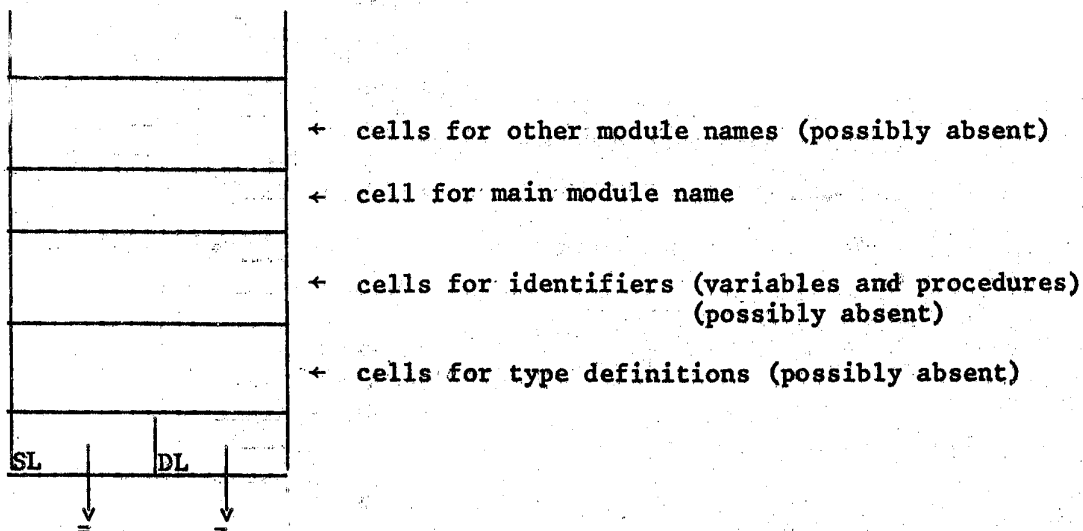 ← cells for other module names (possibly absent)
← cell for main module name
← cells for identifiers (variables and procedures)
(possibly absent)
← cells for type definitions (possibly absent)
SL DL